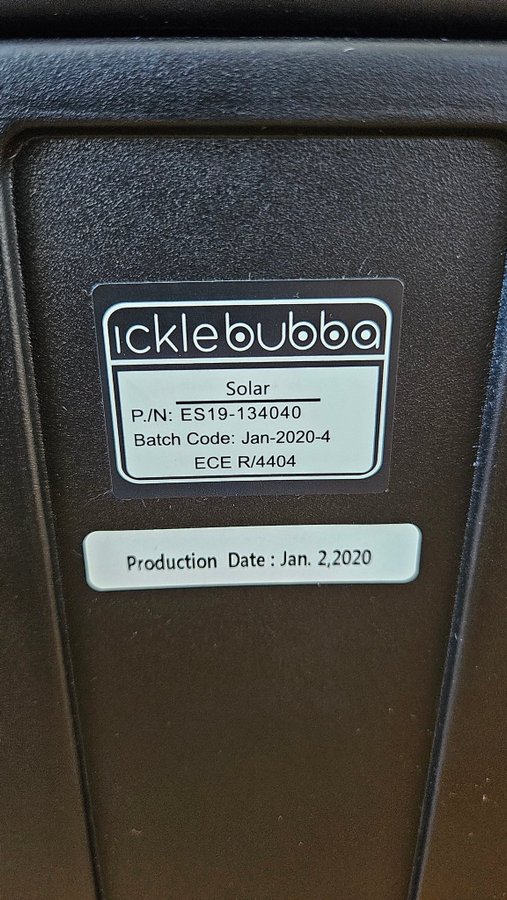 icklebubba
Solar
P./N: ES19-134040
Batch Code: Jan-2020-4
ECE R/4404
Production Date : Jan. 2,2020